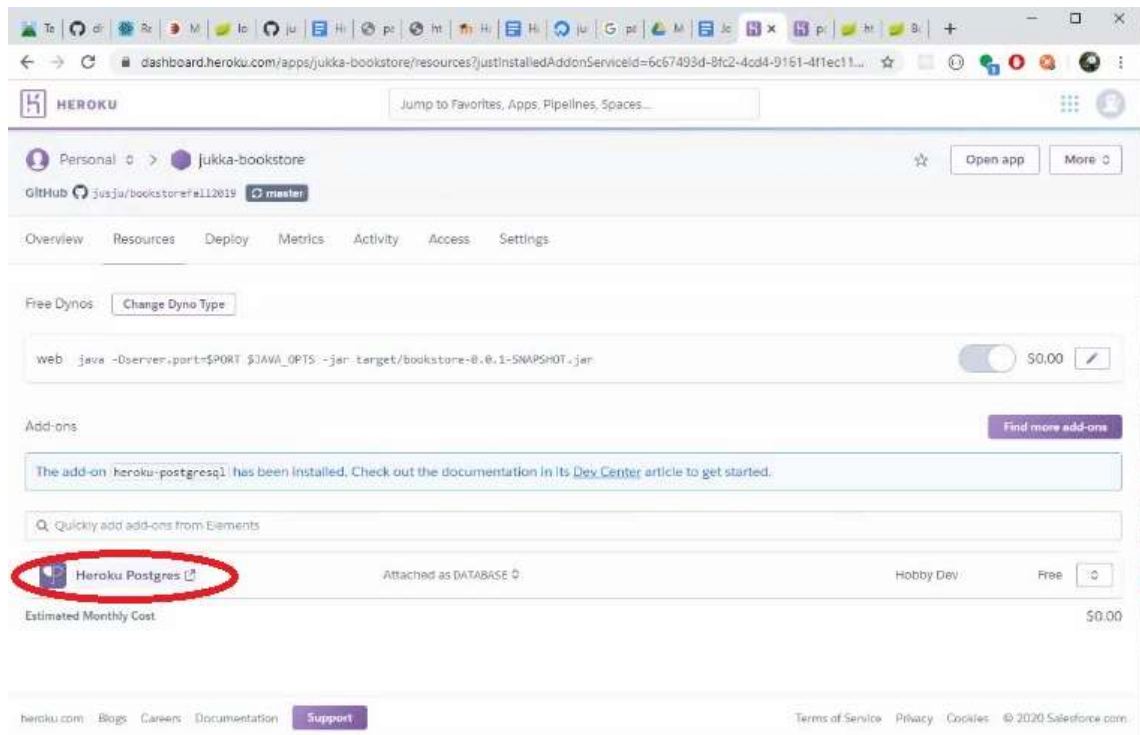 dashboard.heroku.com/apps/jukka-bookstore/resources?justInstalledAddonServiceId=6c67493d-8fc2-4cd4-9161-4f1ec11...
HEROKU
Jump to Favorites, Apps, Pipelines, Spaces...
Personal > jukka-bookstore
Open app
More
GitHub jusju/bookstorefall2019 master
Overview Resources Deploy Metrics Activity Access Settings
Free Dynos Change Dyno Type
web java -Dserver.port=$PORT $JAVA_OPTS -jar target/bookstore-0.0.1-SNAPSHOT.jar
$0.00
Add-ons
Find more add-ons
The add-on heroku-postgresql has been installed. Check out the documentation in its Dev Center article to get started.
Quickly add add-ons from Elements
Heroku Postgres
Attached as DATABASE
Hobby Dev
Free
Estimated Monthly Cost
$0.00
heroku.com Blogs Careers Documentation Support
Terms of Service Privacy Cookies © 2020 Salesforce.com